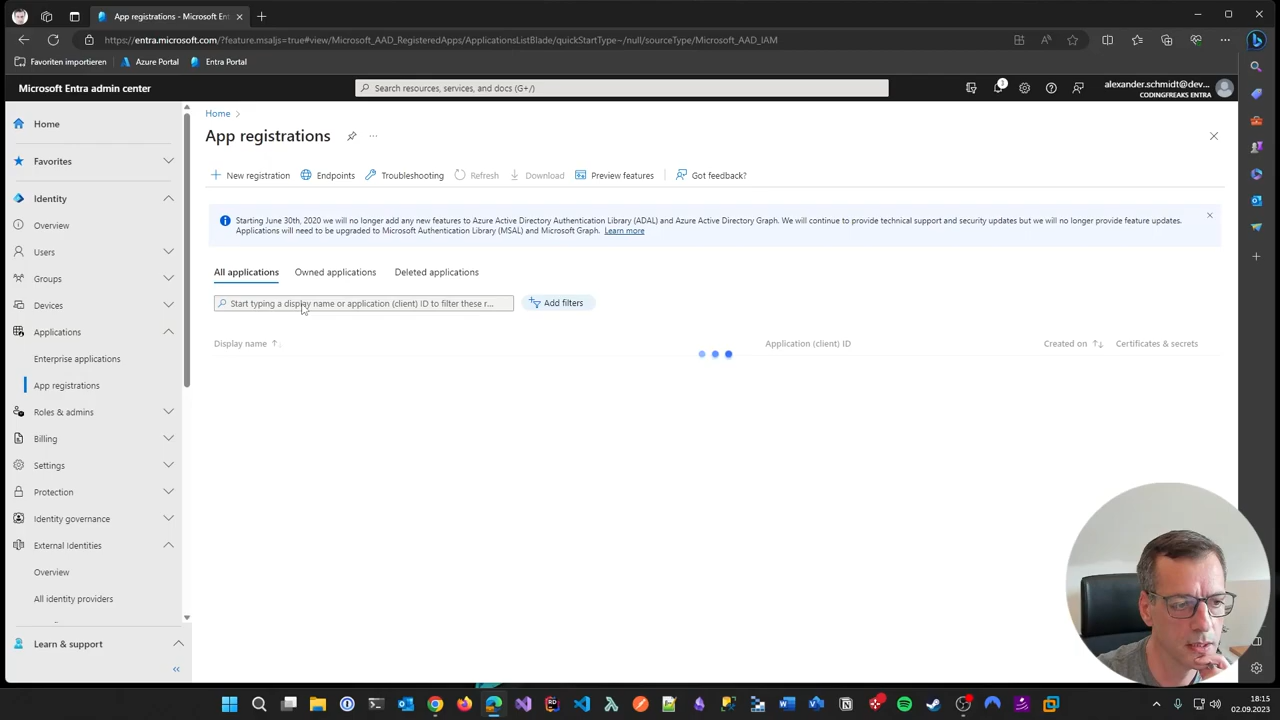 App registrations - Microsoft Ent
https://entra.microsoft.com/?feature.msaljs=true#view/Microsoft_AAD_RegisteredApps/ApplicationsListBlade/quickStartType~/null/sourceType/Microsoft_AAD_IAM
Favoriten importieren
Azure Portal
Entra Portal
Microsoft Entra admin center
Search resources, services, and docs (G+/)
alexander.schmidt@dev...
CODINGFREAKS ENTRA
Home
Favorites
Identity
Overview
Users
Groups
Devices
Applications
Enterprise applications
App registrations
Roles & admins
Billing
Settings
Protection
Identity governance
External Identities
Overview
All identity providers
Learn & support
Home
App registrations
New registration
Endpoints
Troubleshooting
Refresh
Download
Preview features
Got feedback?
Starting June 30th, 2020 we will no longer add any new features to Azure Active Directory Authentication Library (ADAL) and Azure Active Directory Graph. We will continue to provide technical support and security updates but we will no longer provide feature updates.
Applications will need to be upgraded to Microsoft Authentication Library (MSAL) and Microsoft Graph. Learn more
All applications
Owned applications
Deleted applications
Start typing a display name or application (client) ID to filter these r...
Add filters
Display name
Application (client) ID
Created on
Certificates & secrets
18:15
02.09.2023